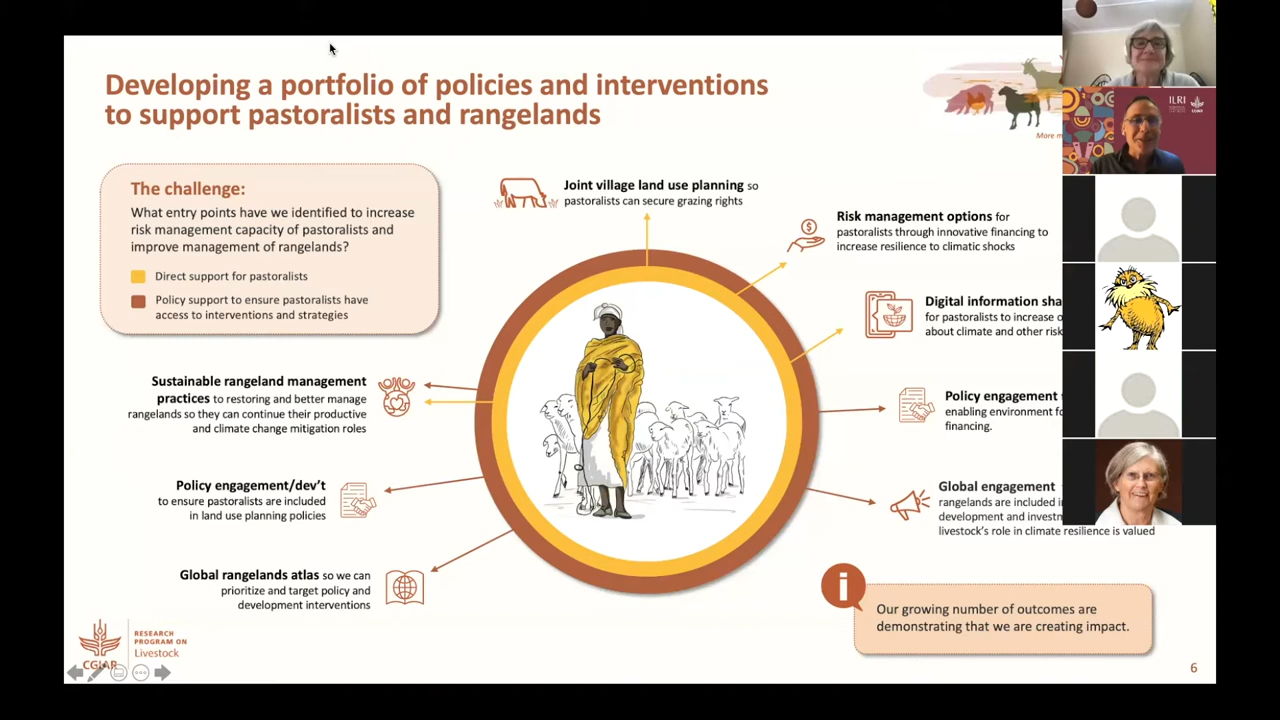 Developing a portfolio of policies and interventions
to support pastoralists and rangelands
More
The challenge:
What entry points have we identified to increase
risk management capacity of pastoralists and
improve management of rangelands?
Direct support for pastoralists
Policy support to ensure pastoralists have
access to interventions and strategies
Joint village land use planning so
pastoralists can secure grazing rights
Risk management options for
pastoralists through innovative financing to
increase resilience to climatic shocks
Digital information
for pastoralists to increase
about climate and other risk
Policy engagement
enabling environment
financing.
Global engagement
rangelands are included
development and
livestock's role in climate resilience is valued
Sustainable rangeland management
practices to restoring and better manage
rangelands so they can continue their productive
and climate change mitigation roles
Policy engagement/dev't
to ensure pastoralists are included
in land use planning policies
Global rangelands atlas so we can
prioritize and target policy and
development interventions
i
Our growing number of outcomes are
demonstrating that we are creating impact.
CGIAR
RESEARCH
PROGRAM ON
Livestock
6
ILRI